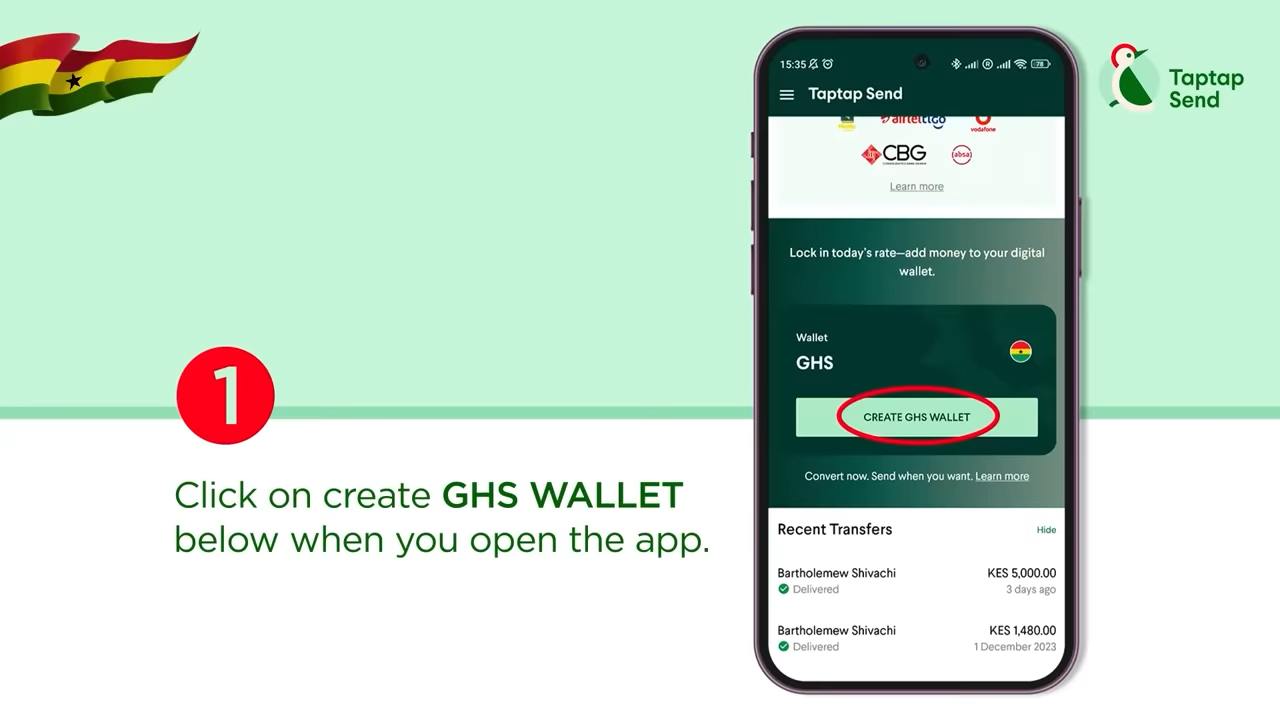 Taptap
Send
1
Click on create GHS WALLET
below when you open the app.
15:35
78
Taptap Send
airteltigo
vodafone
CBG
absa
Learn more
Lock in today's rate—add money to your digital
wallet.
Wallet
GHS
CREATE GHS WALLET
Convert now. Send when you want. Learn more
Recent Transfers
Hide
Bartholemew Shivachi
KES 5,000.00
Delivered
3 days ago
Bartholemew Shivachi
KES 1,480.00
Delivered
1 December 2023